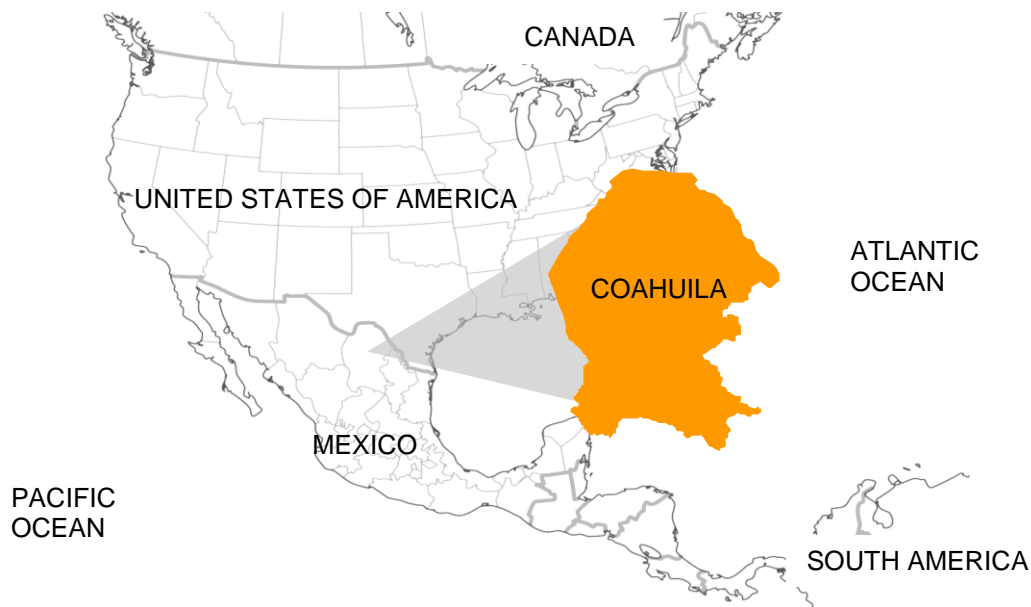 CANADA
UNITED STATES OF AMERICA
ATLANTIC
OCEAN
COAHUILA
MEXICO
PACIFIC
OCEAN
SOUTH AMERICA